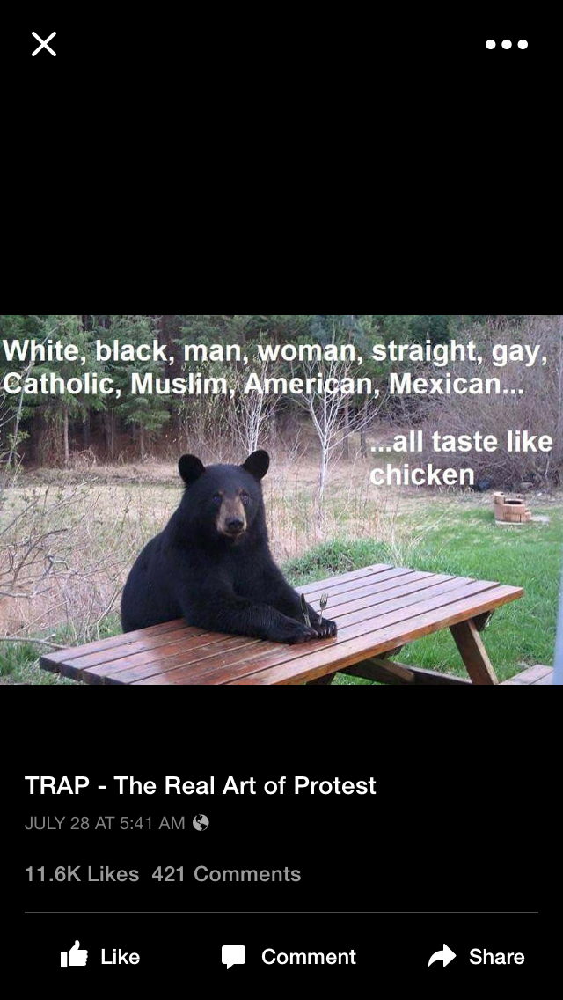 White, black, man, woman, straight, gay,
Catholic, Muslim, American, Mexican...
...all taste like
chicken
TRAP - The Real Art of Protest
JULY 28 AT 5:41 AM
11.6K Likes 421 Comments
Like Comment Share